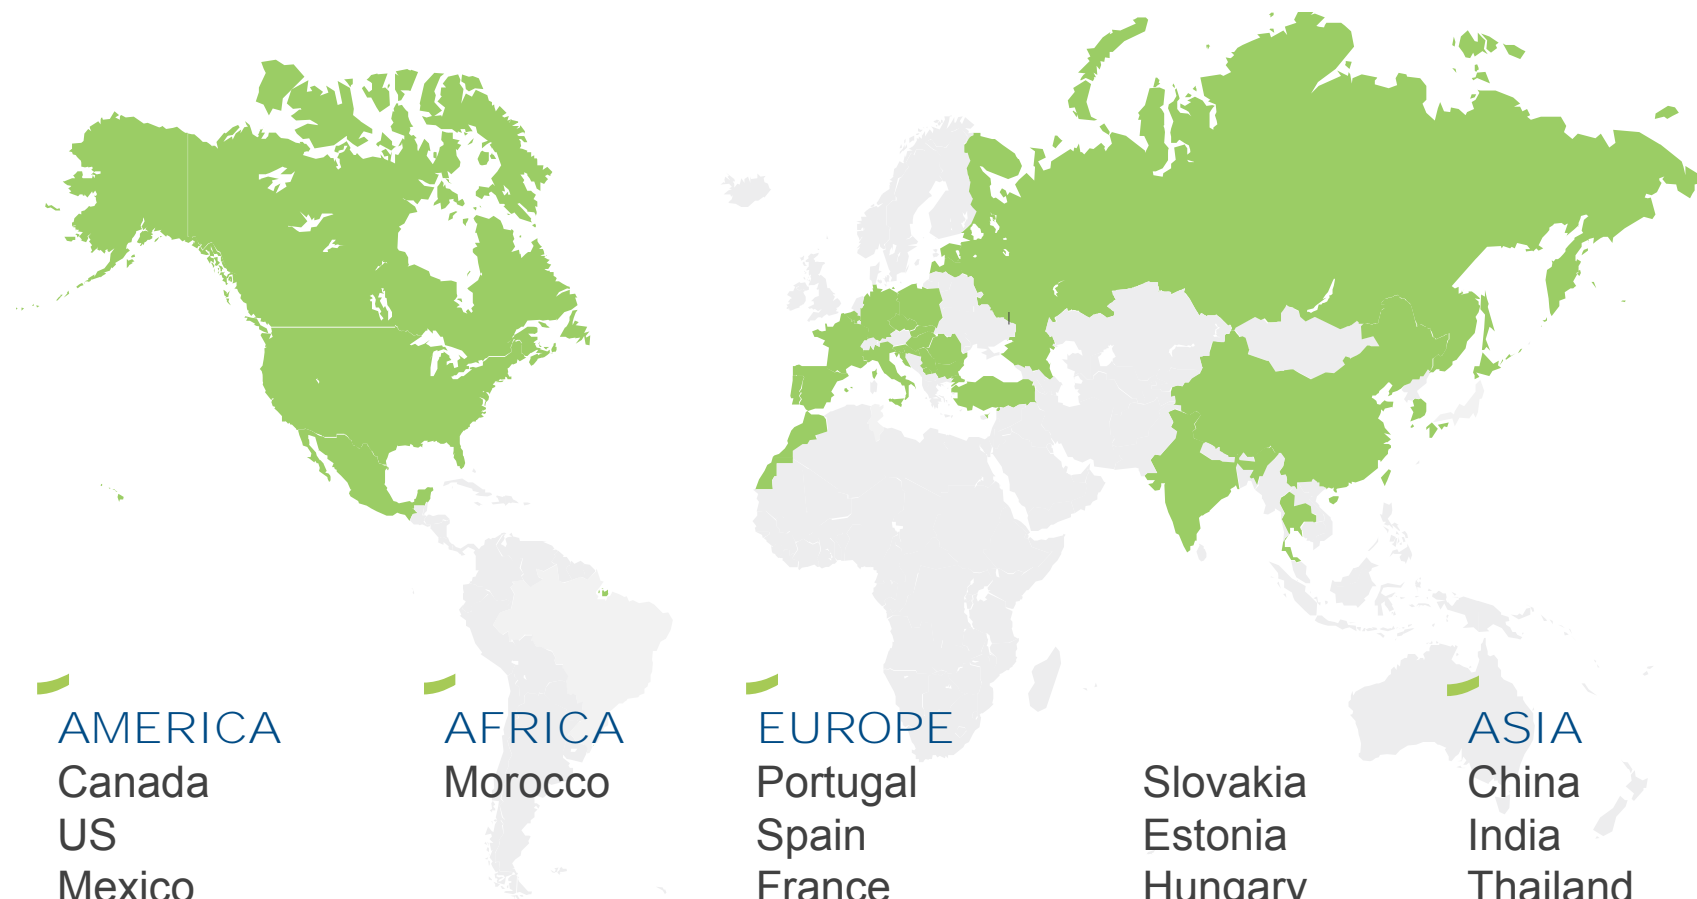 AMERICA
Canada
US
Mexico
AFRICA
Morocco
EUROPE
Portugal
Spain
France
Slovakia
Estonia
Hungary
ASIA
China
India
Thailand